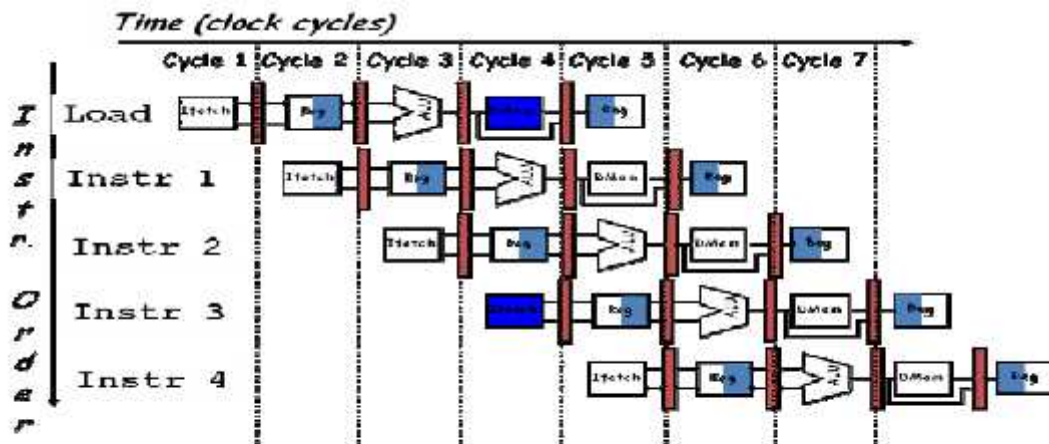 Time (clock cycles)
Cycle 1 Cycle 2 Cycle 3 Cycle 4 Cycle 5 Cycle 6 Cycle 7
Instr. Order
Load Ifetch Reg ALU DMem Reg
Instr 1 Ifetch Reg ALU DMem Reg
Instr 2 Ifetch Reg ALU DMem Reg
Instr 3 Ifetch Reg ALU DMem Reg
Instr 4 Ifetch Reg ALU DMem Reg